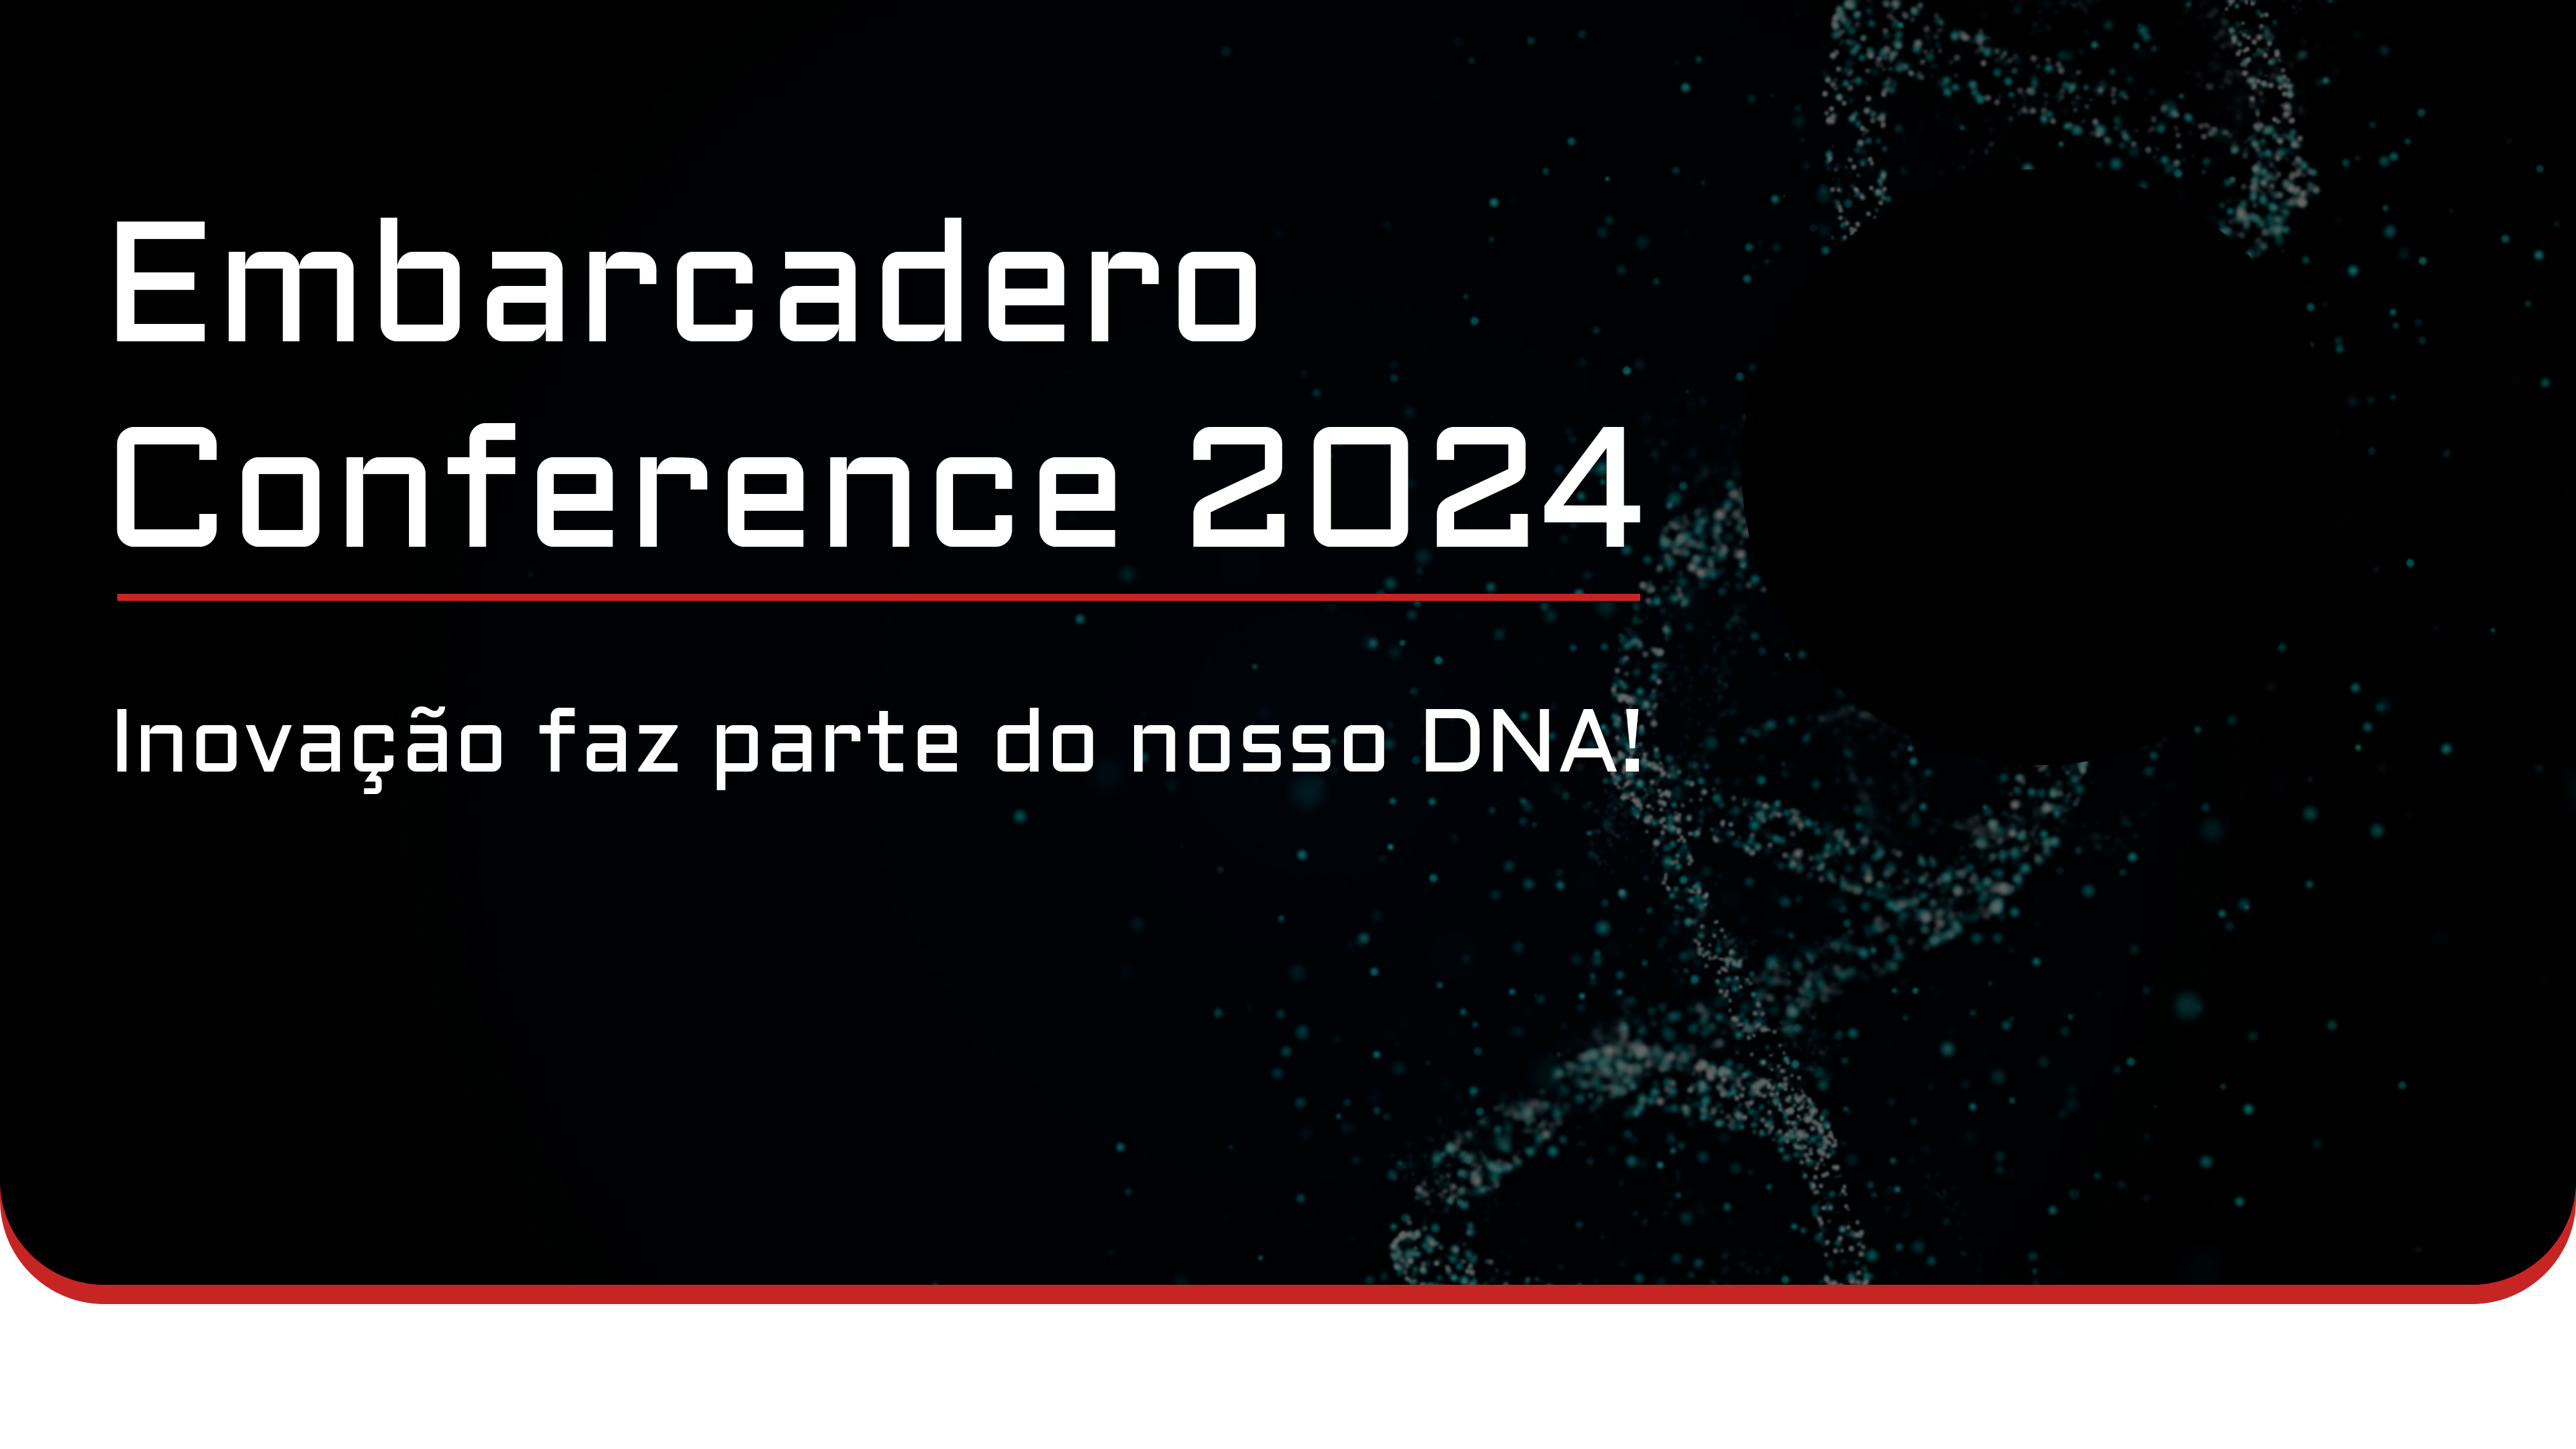 Embarcadero
Conference 2024
Inovação faz parte do nosso DNA!